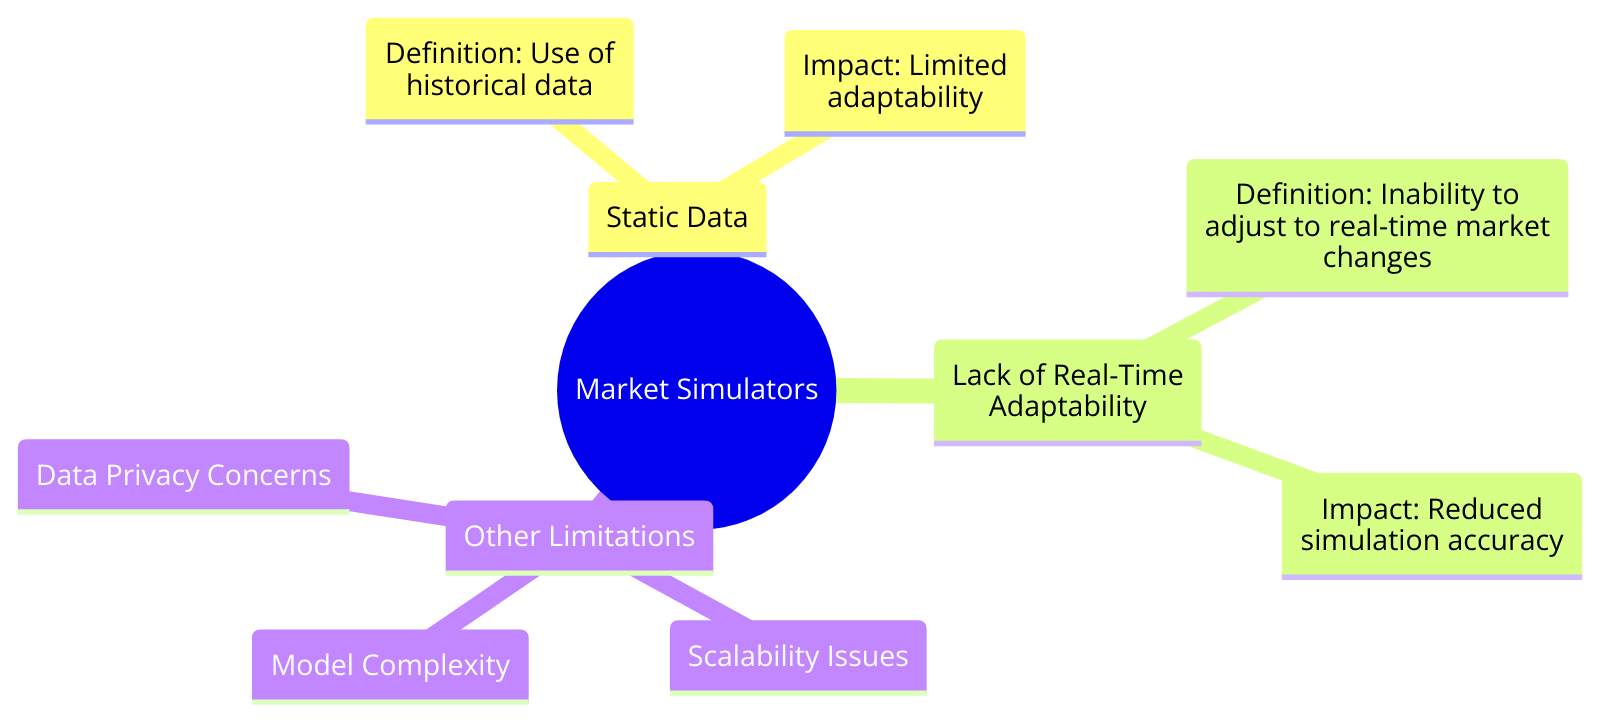 Definition: Use of
historical data
Impact: Limited
adaptability
Static Data
Definition: Inability to
adjust to real-time market
changes
Market Simulators
Lack of Real-Time
Adaptability
Impact: Reduced
simulation accuracy
Data Privacy Concerns
Other Limitations
Model Complexity
Scalability Issues